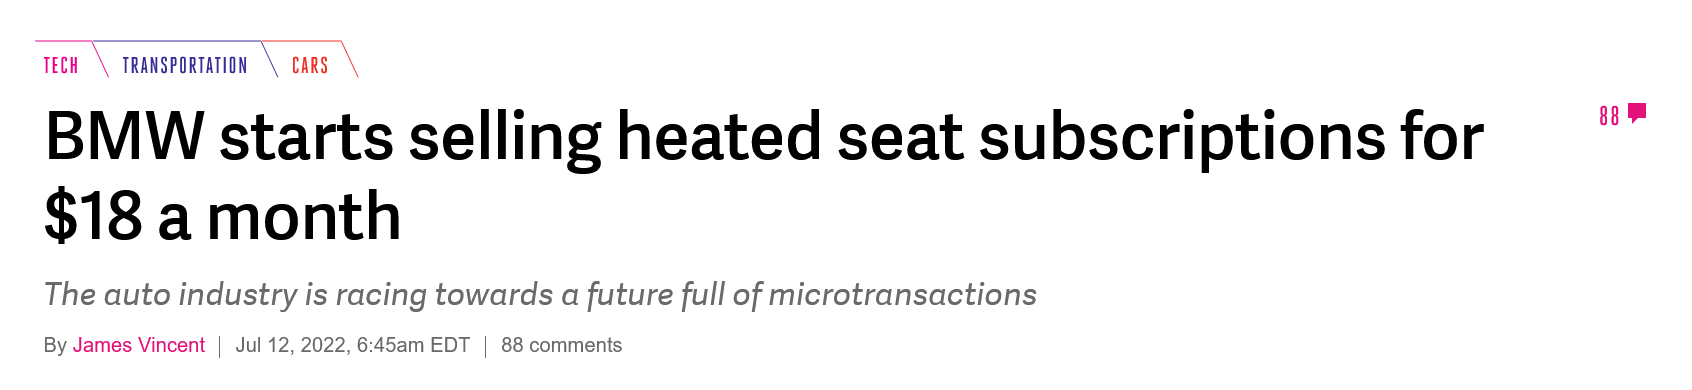 TECH TRANSPORTATION CARS
BMW starts selling heated seat subscriptions for
$18 a month
88
The auto industry is racing towards a future full of microtransactions
By James Vincent | Jul 12, 2022, 6:45am EDT | 88 comments